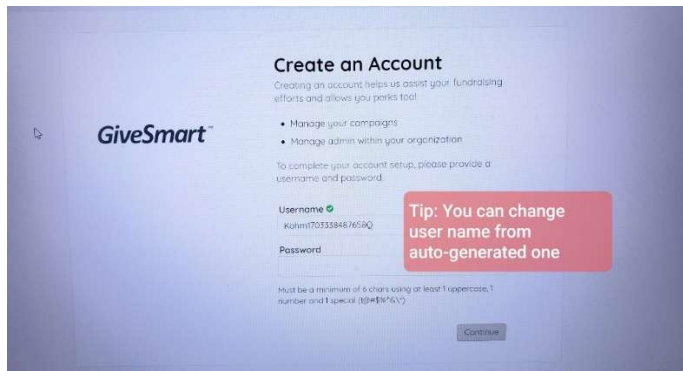 Create an Account
Creating an account helps us assist your fundraising
efforts and allows you perks too!
GiveSmart™
• Manage your campaigns
• Manage admin within your organization
To complete your account setup, please provide a
username and password.
Username
Tip: You can change
user name from
auto-generated one
Password
Must be a minimum of 6 chars using at least 1 uppercase, 1
number and 1 special
Continue